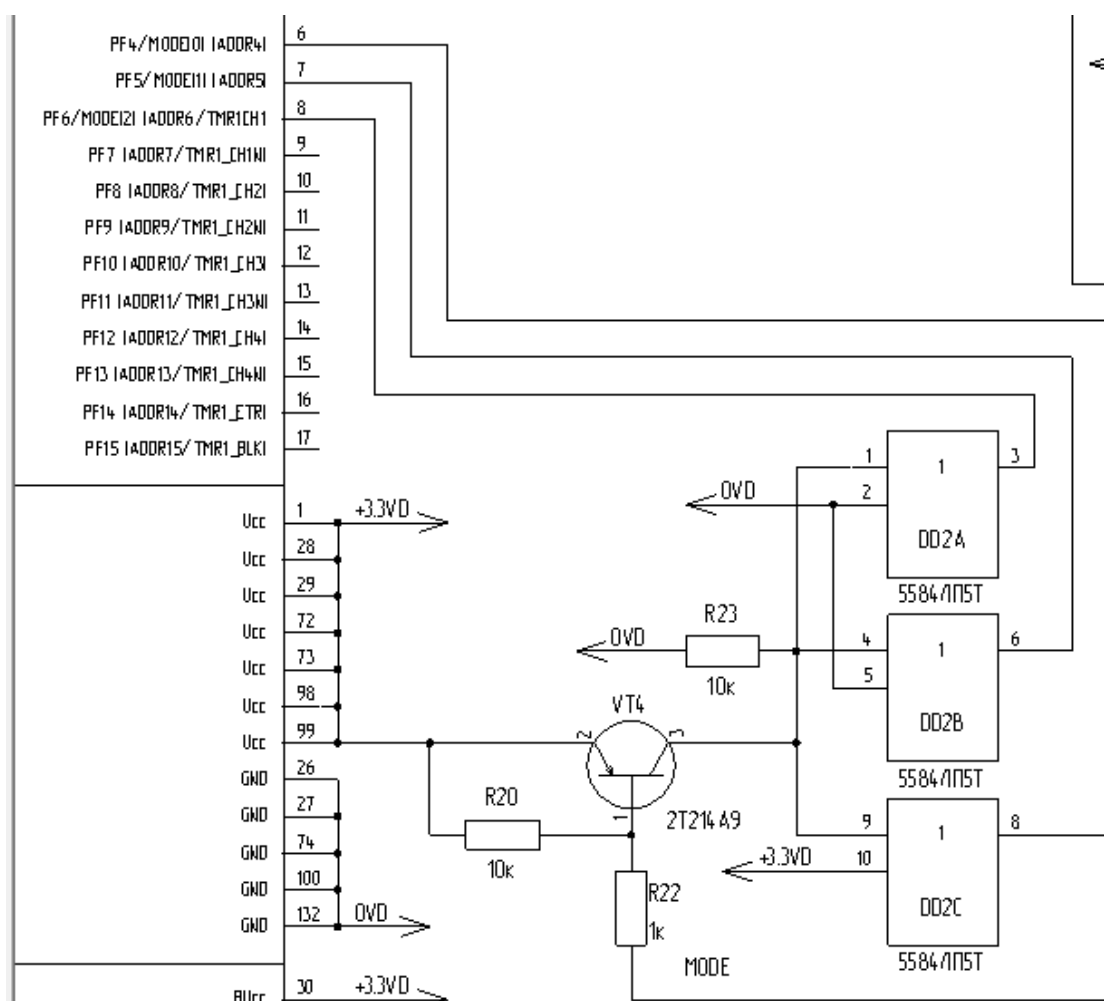 PF4/MODE[0] [ADDR4] 6
PF5/MODE[1] [ADDR5] 7
PF6/MODE[2] [ADDR6/TMR1CH1 8
PF7 [ADDR7/TMR1_CH1N] 9
PF8 [ADDR8/TMR1_CH2] 10
PF9 [ADDR9/TMR1_CH2N] 11
PF10 [ADDR10/TMR1_CH3] 12
PF11 [ADDR11/TMR1_CH3N] 13
PF12 [ADDR12/TMR1_CH4] 14
PF13 [ADDR13/TMR1_CH4N] 15
PF14 [ADDR14/TMR1_ETR] 16
PF15 [ADDR15/TMR1_BLK] 17
Ucc 1 +3.3VD
Ucc 28
Ucc 29
Ucc 72
Ucc 73
Ucc 98
Ucc 99
GND 26
GND 27
GND 74
GND 100
GND 132 0VD
AUcc 30 +3.3VD
1 1 3
0VD 2
DD2A
5584ЛП5Т
R23
0VD
10к
4 1 6
5
DD2B
5584ЛП5Т
VT4
2 3
1
2Т214А9
R20
10к
R22
1к
MODE
9 1 8
+3.3VD 10
DD2C
5584ЛП5Т